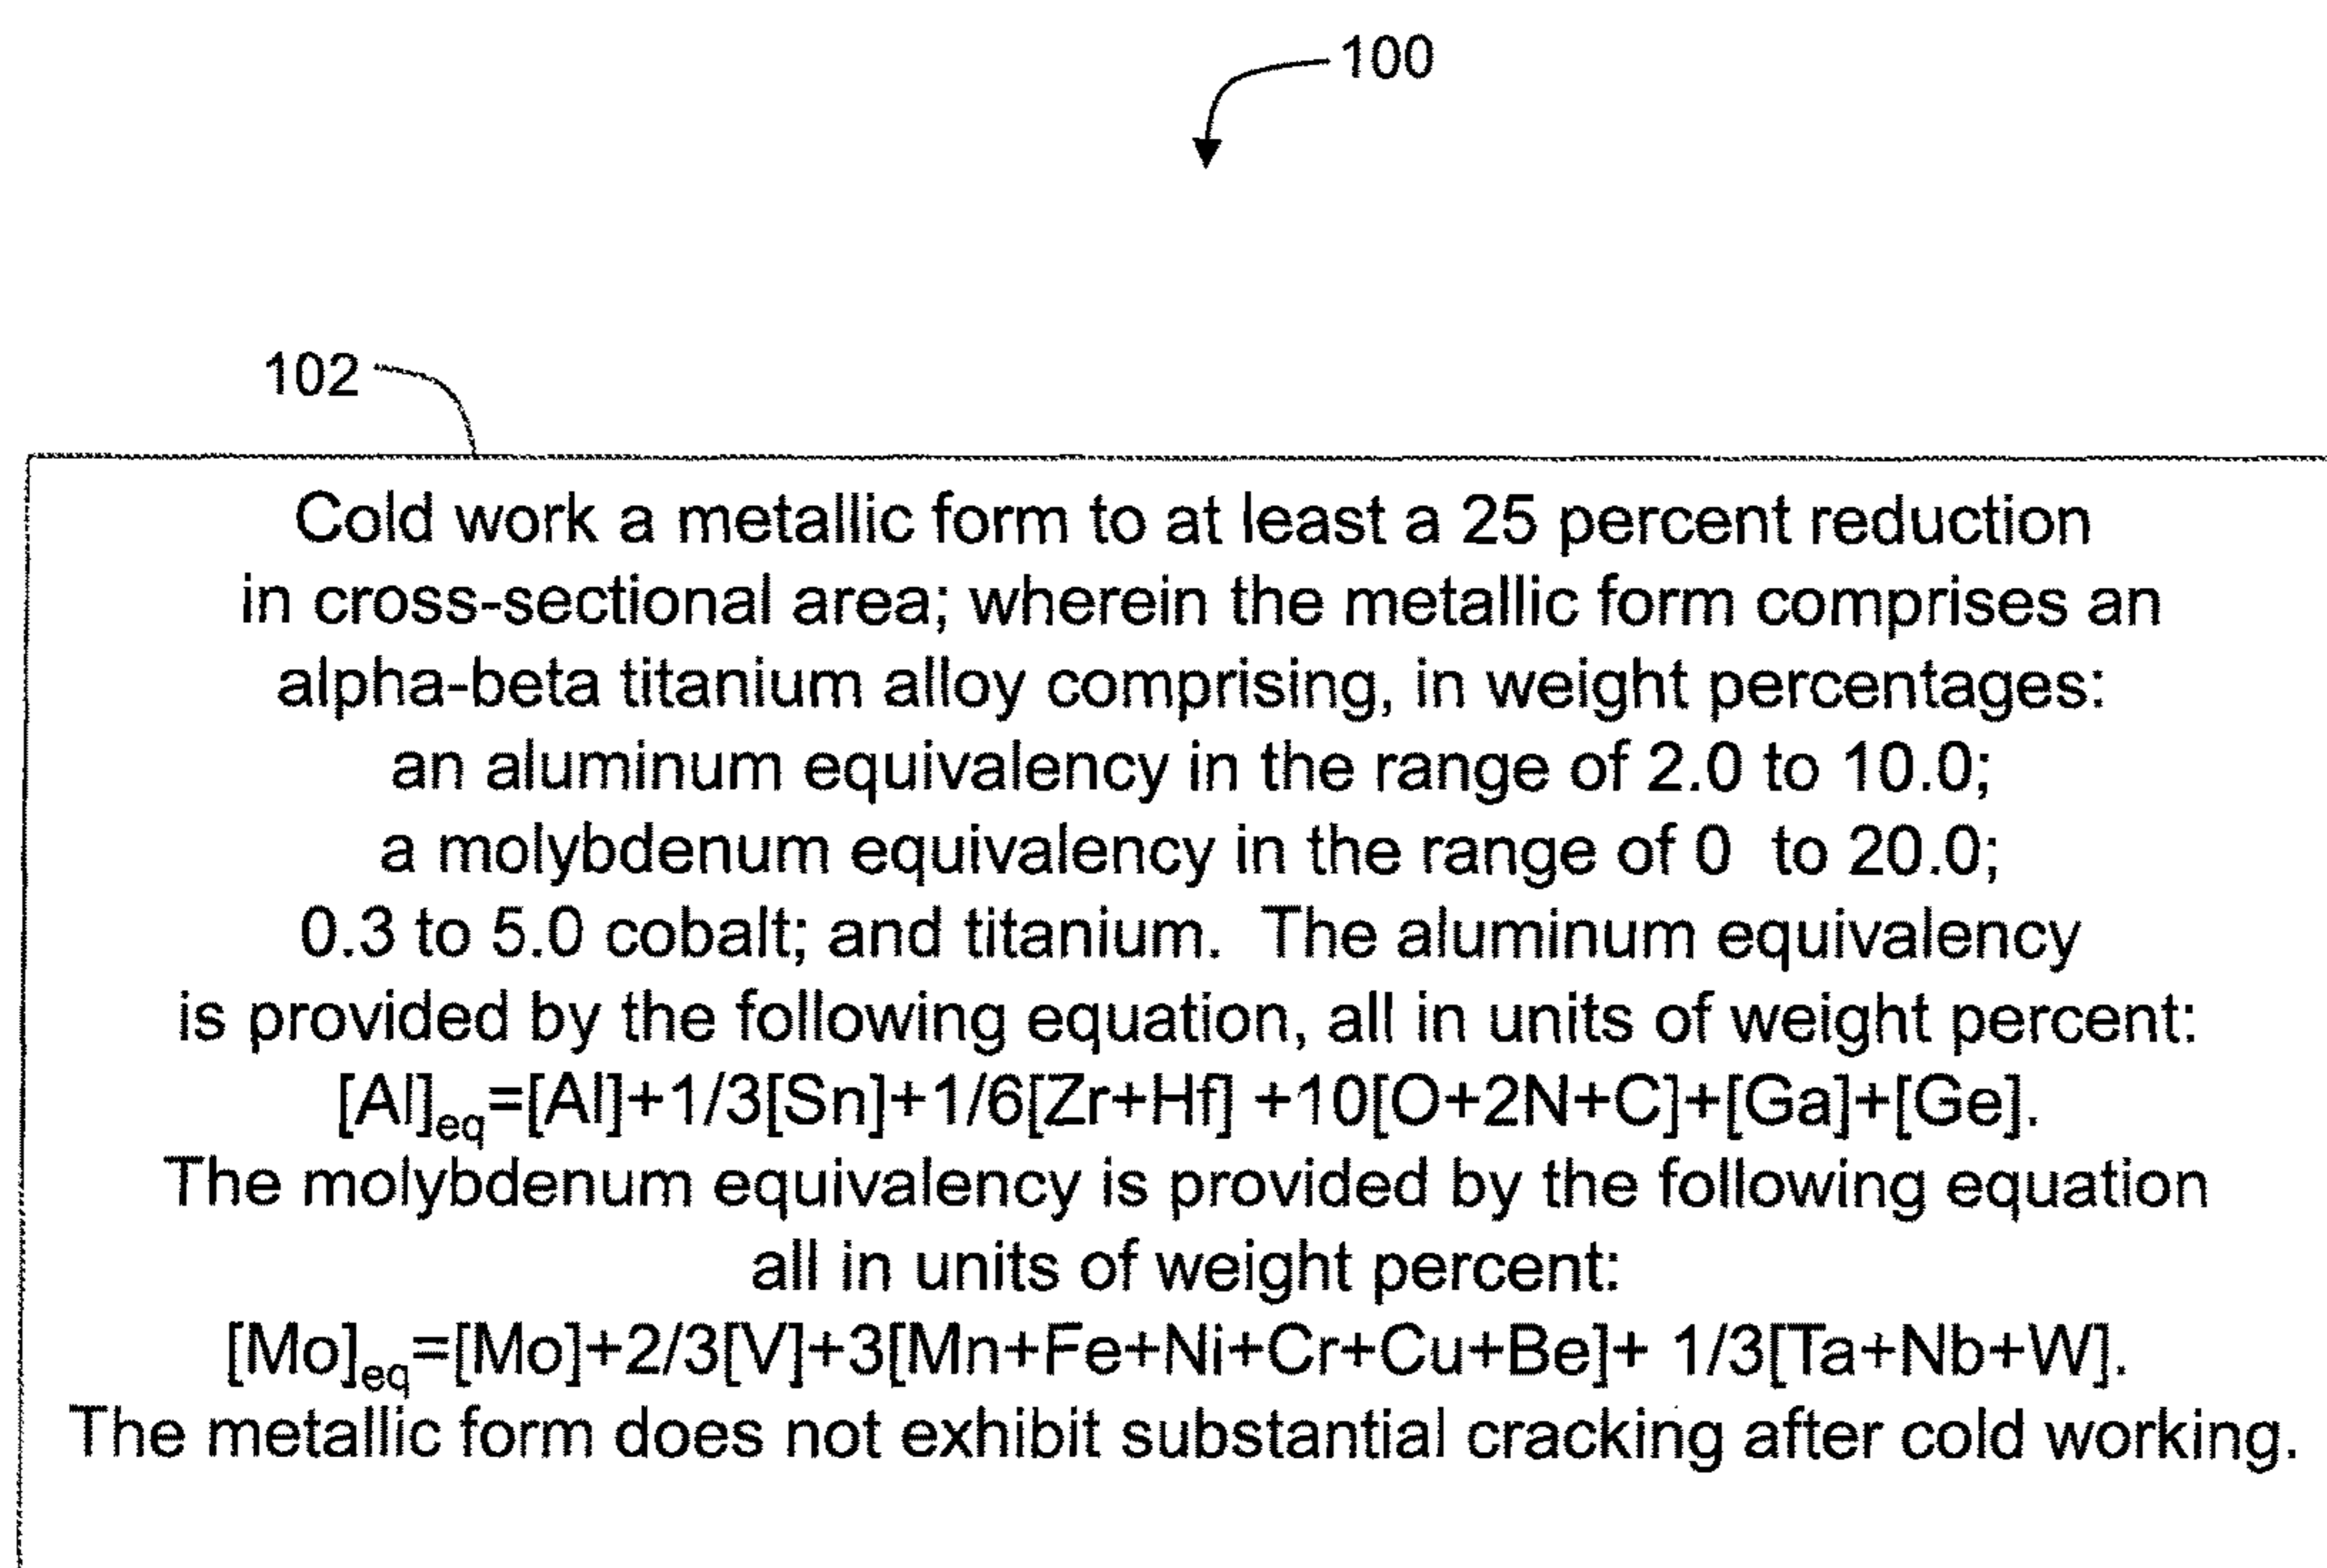 100
102
Cold work a metallic form to at least a 25 percent reduction
in cross-sectional area; wherein the metallic form comprises an
alpha-beta titanium alloy comprising, in weight percentages:
an aluminum equivalency in the range of 2.0 to 10.0;
a molybdenum equivalency in the range of 0 to 20.0;
0.3 to 5.0 cobalt; and titanium. The aluminum equivalency
is provided by the following equation, all in units of weight percent:
[Al]eq=[Al]+1/3[Sn]+1/6[Zr+Hf] +10[O+2N+C]+[Ga]+[Ge].
The molybdenum equivalency is provided by the following equation
all in units of weight percent:
[Mo]eq=[Mo]+2/3[V]+3[Mn+Fe+Ni+Cr+Cu+Be]+ 1/3[Ta+Nb+W].
The metallic form does not exhibit substantial cracking after cold working.